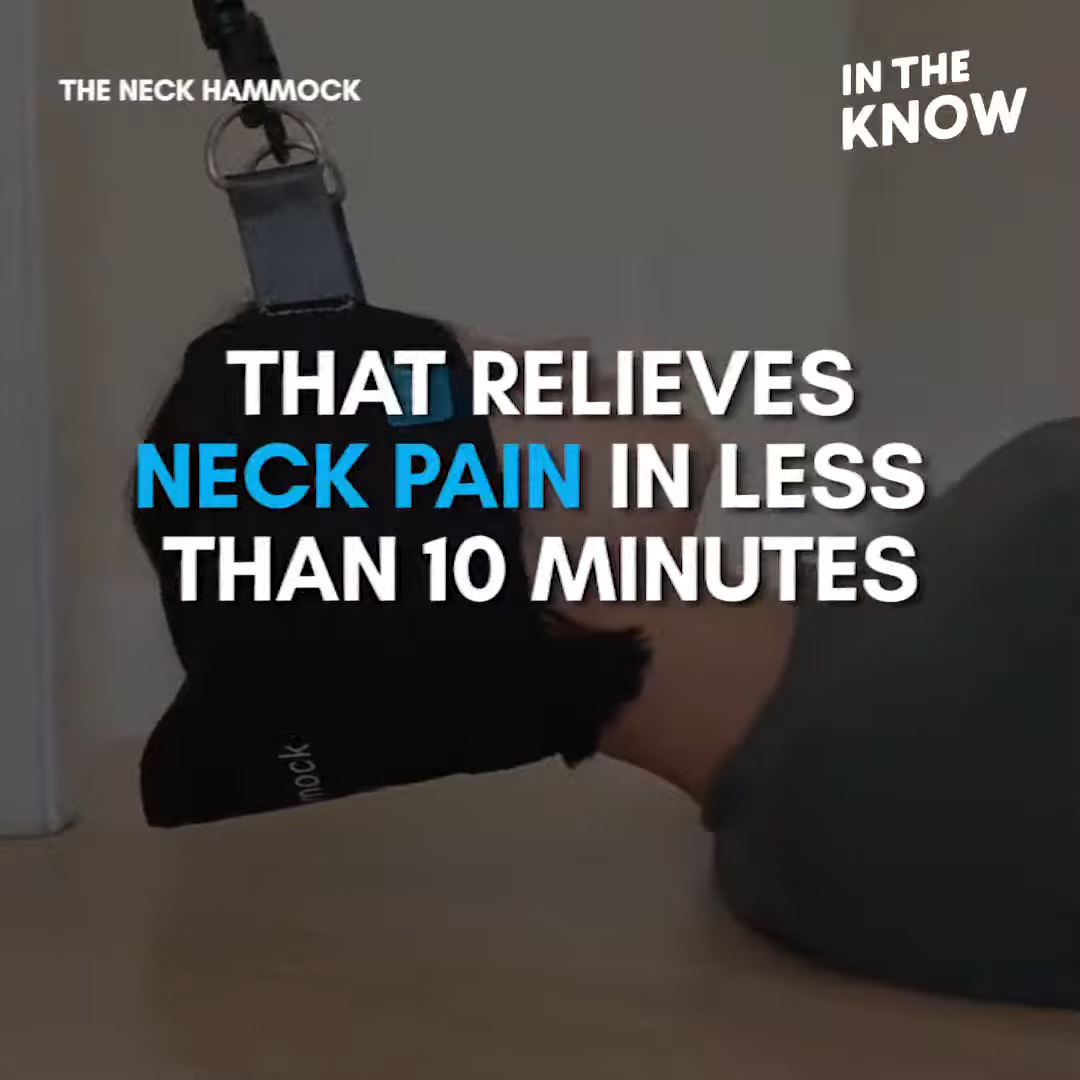 THE NECK HAMMOCK
IN THE
KNOW
THAT RELIEVES
NECK PAIN IN LESS
THAN 10 MINUTES
mock